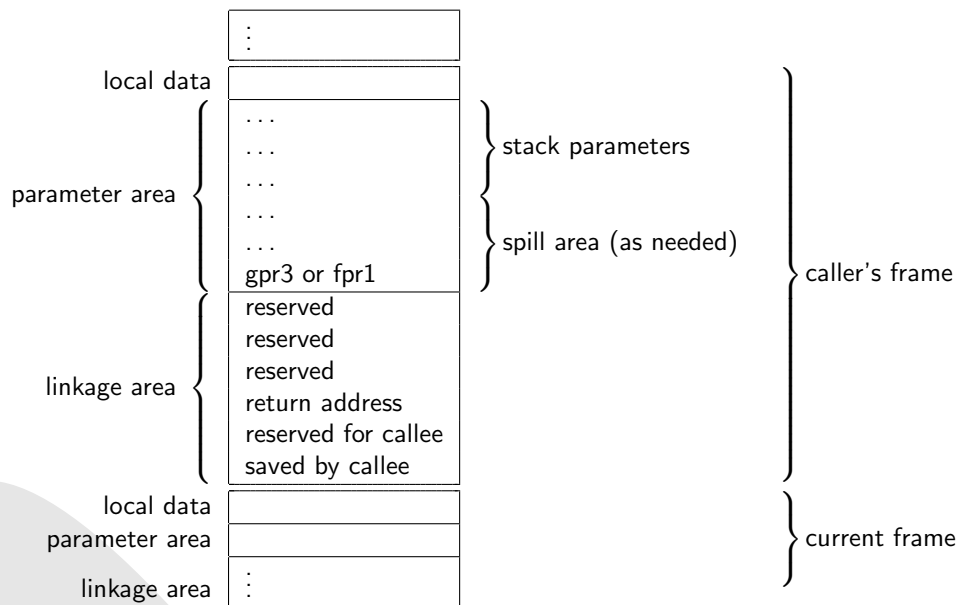 ⋮
local data
. . .
. . .
stack parameters
. . .
parameter area
. . .
. . .
spill area (as needed)
gpr3 or fpr1
caller's frame
reserved
reserved
reserved
linkage area
return address
reserved for callee
saved by callee
local data
parameter area
current frame
linkage area
⋮